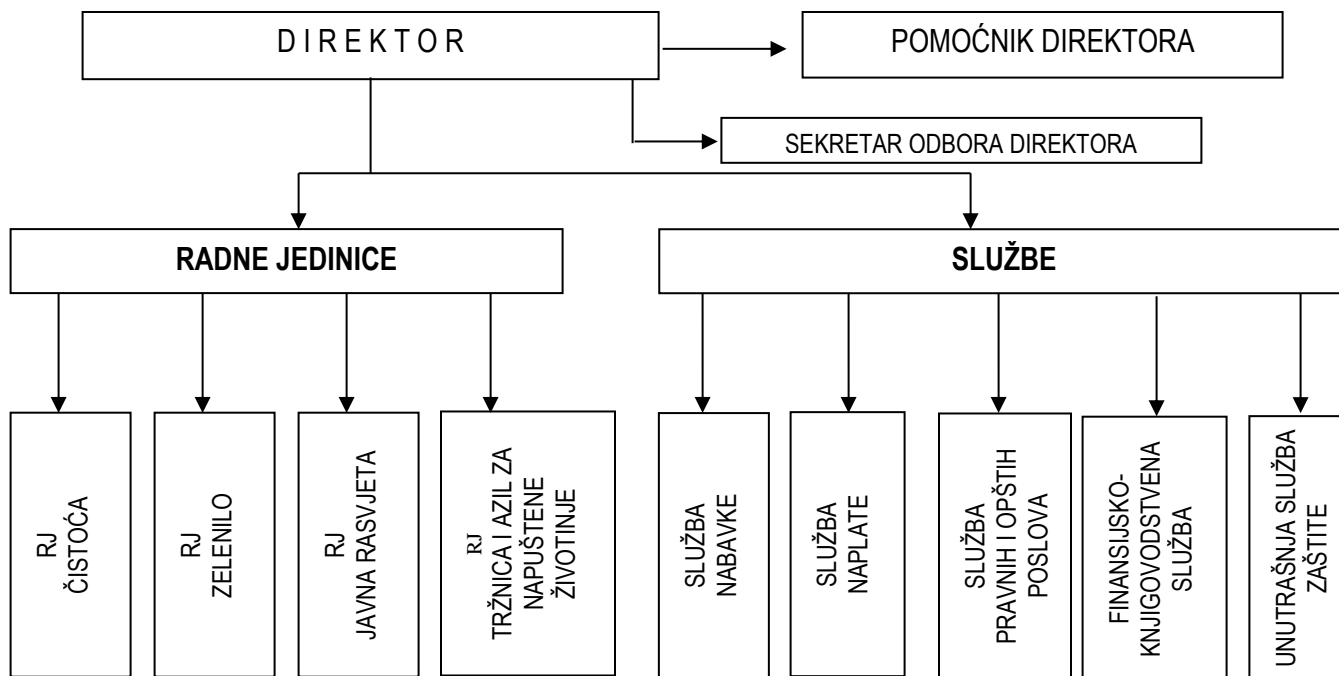 D I R E K T O R
POMOĆNIK DIREKTORA
SEKRETAR ODBORA DIREKTORA
RADNE JEDINICE
SLUŽBE
RJ
ČISTOĆA
RJ
ZELENILO
RJ
JAVNA RASVJETA
RJ
TRŽNICA I AZIL ZA
NAPUŠTENE
ŽIVOTINJE
SLUŽBA
NABAVKE
SLUŽBA
NAPLATE
SLUŽBA
PRAVNIH I OPŠTIH
POSLOVA
FINANSIJSKO-
KNJIGOVODSTVENA
SLUŽBA
UNUTRAŠNJA SLUŽBA
ZAŠTITE